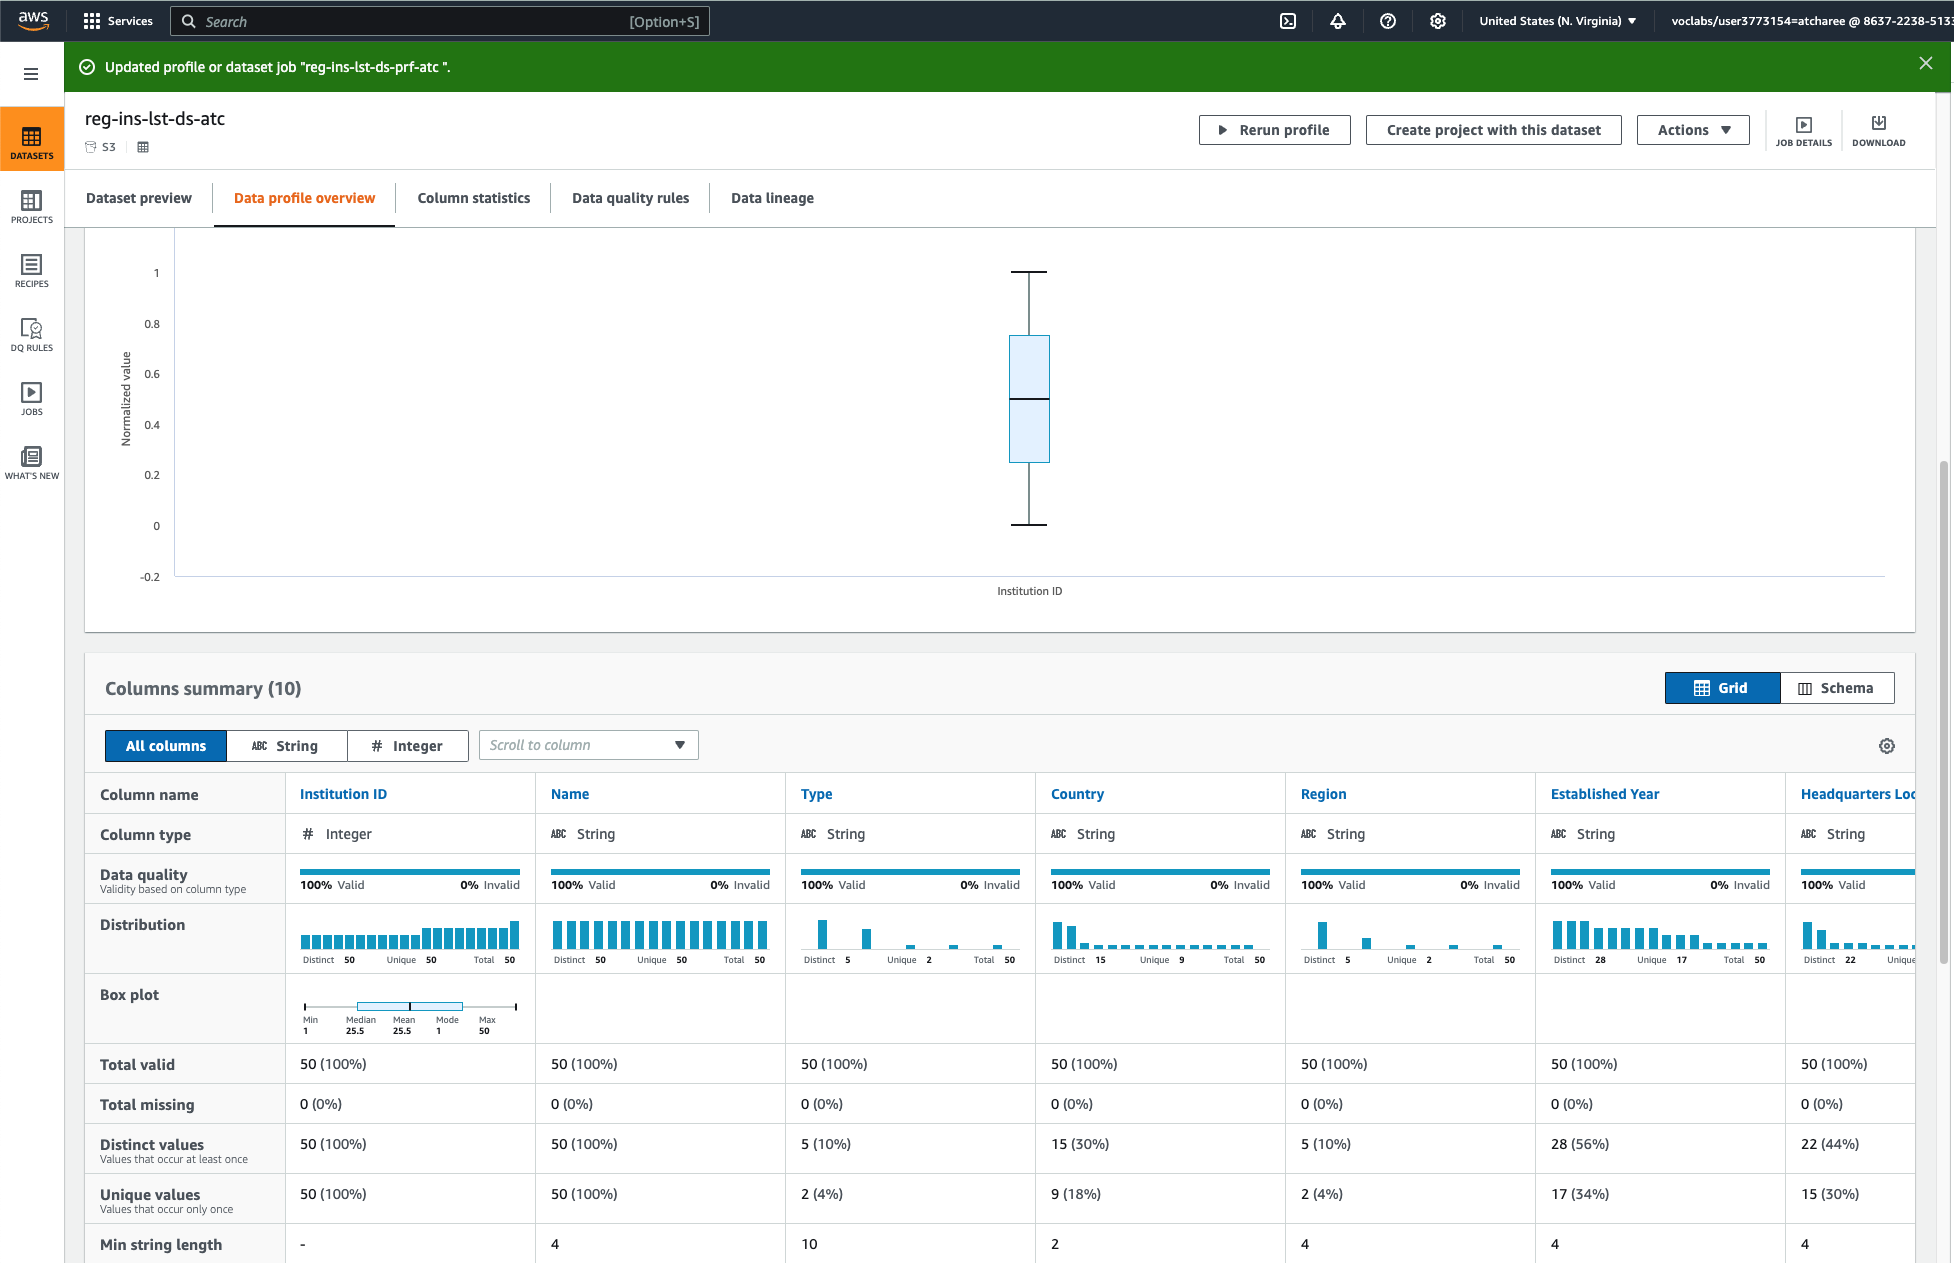 aws
Services
Search
[Option+S]
United States (N. Virginia)
voclabs/user3773154=atcharee @ 8637-2238-513
Updated profile or dataset job "reg-ins-lst-ds-prf-atc ".
reg-ins-lst-ds-atc
S3
Rerun profile
Create project with this dataset
Actions
JOB DETAILS
DOWNLOAD
DATASETS
PROJECTS
RECIPES
DQ RULES
JOBS
WHAT'S NEW
Dataset preview
Data profile overview
Column statistics
Data quality rules
Data lineage
Normalized value
1
0.8
0.6
0.4
0.2
0
-0.2
Institution ID
Columns summary (10)
Grid
Schema
All columns
ABC String
# Integer
Scroll to column
Column name Institution ID Name Type Country Region Established Year Headquarters Loc
Column type # Integer ABC String ABC String ABC String ABC String ABC String ABC String
Data quality
Validity based on column type
100% Valid 0% Invalid 100% Valid 0% Invalid 100% Valid 0% Invalid 100% Valid 0% Invalid 100% Valid 0% Invalid 100% Valid 0% Invalid 100% Valid
Distribution
Distinct 50 Unique 50 Total 50 Distinct 50 Unique 50 Total 50 Distinct 5 Unique 2 Total 50 Distinct 15 Unique 9 Total 50 Distinct 5 Unique 2 Total 50 Distinct 28 Unique 17 Total 50 Distinct 22 Unique
Box plot
Min Median Mean Mode Max
1 25.5 25.5 1 50
Total valid 50 (100%) 50 (100%) 50 (100%) 50 (100%) 50 (100%) 50 (100%) 50 (100%)
Total missing 0 (0%) 0 (0%) 0 (0%) 0 (0%) 0 (0%) 0 (0%) 0 (0%)
Distinct values 50 (100%) 50 (100%) 5 (10%) 15 (30%) 5 (10%) 28 (56%) 22 (44%)
Values that occur at least once
Unique values 50 (100%) 50 (100%) 2 (4%) 9 (18%) 2 (4%) 17 (34%) 15 (30%)
Values that occur only once
Min string length - 4 10 2 4 4 4